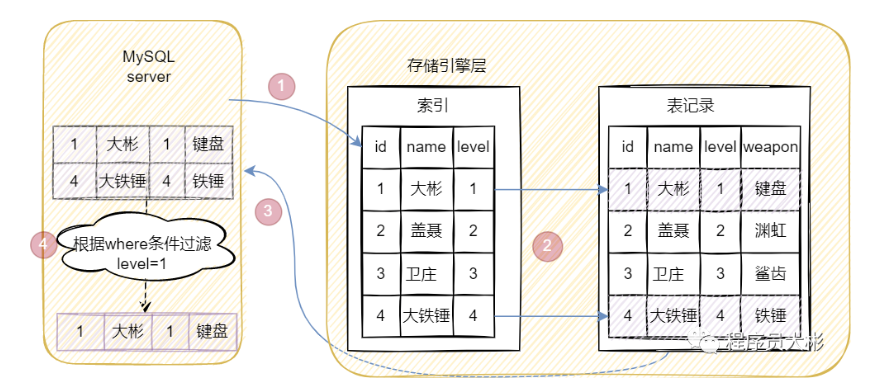 MySQL
server
1 大彬 1 键盘
4 大铁锤 4 铁锤
根据where条件过滤
level=1
1 大彬 1 键盘
1
2
3
4
存储引擎层
索引
id name level
1 大彬 1
2 盖聂 2
3 卫庄 3
4 大铁锤 4
表记录
id name level weapon
1 大彬 1 键盘
2 盖聂 2 渊虹
3 卫庄 3 鲨齿
4 大铁锤 4 铁锤
程序员大彬